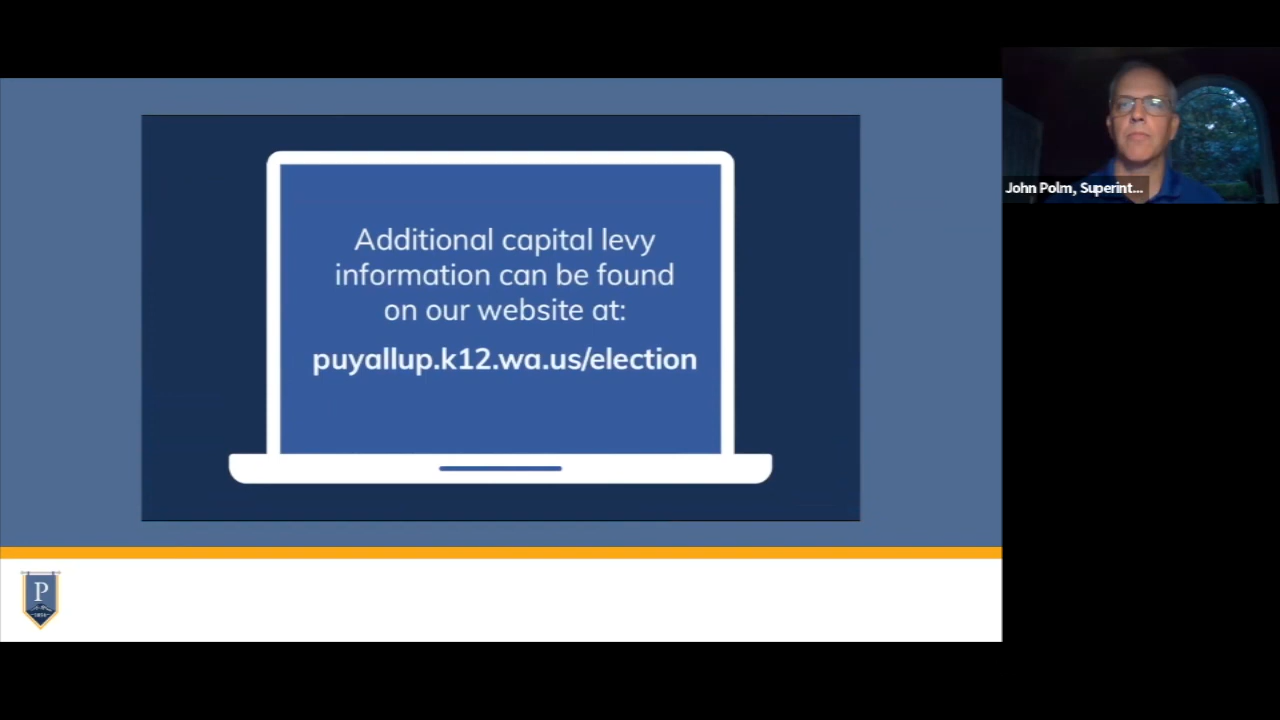 Additional capital levy
information can be found
on our website at:
puyallup.k12.wa.us/election
John Polm, Superint...
P